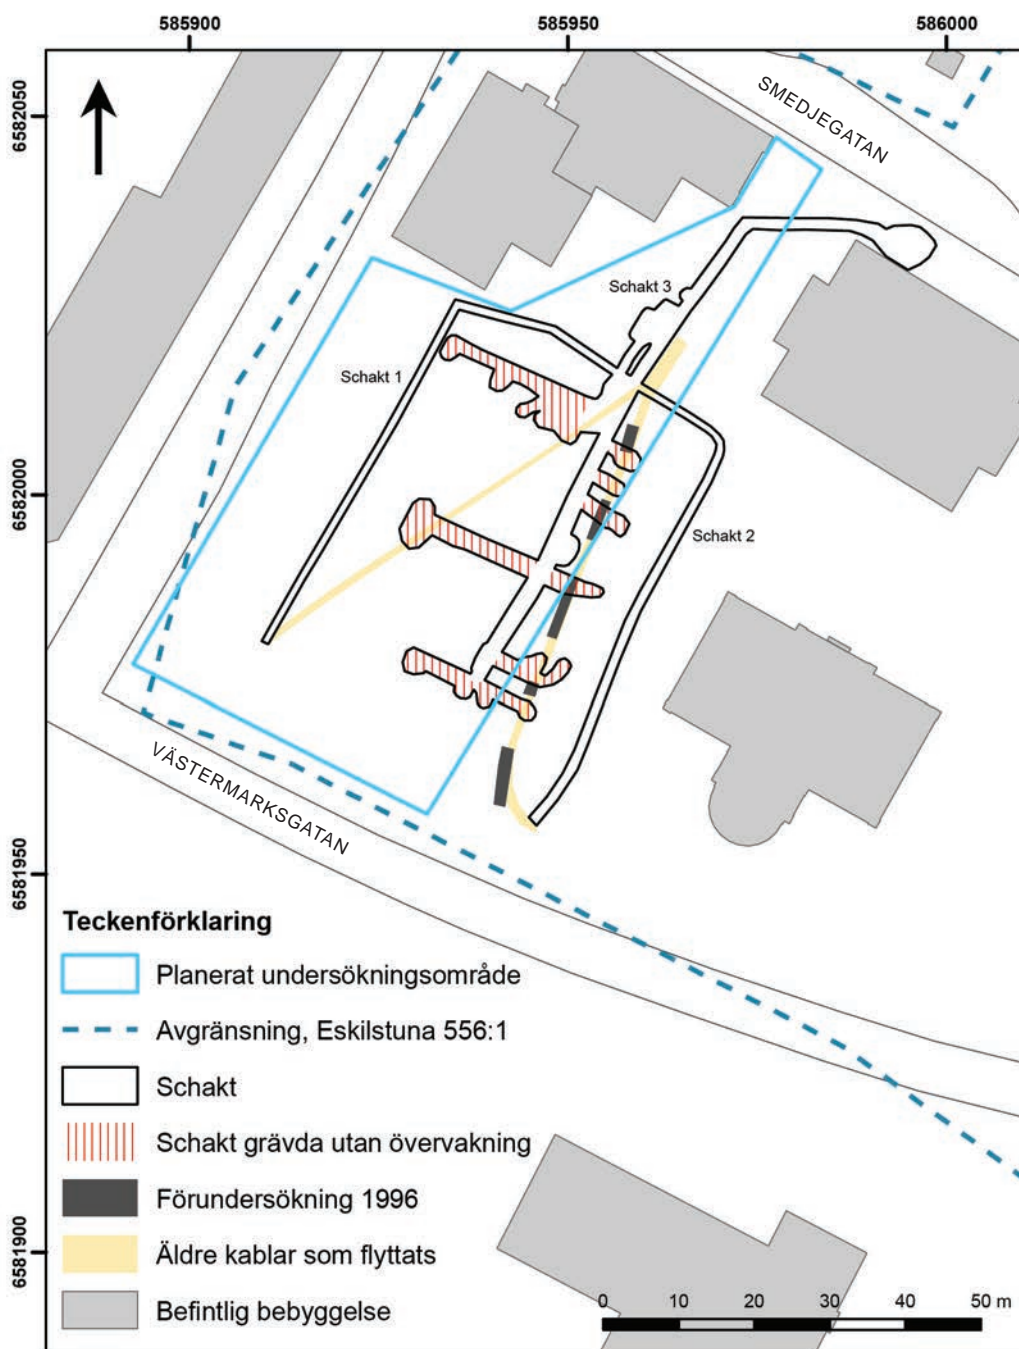 585900
585950
586000
6582050
SMEDJEGATAN
Schakt 3
Schakt 1
6582000
Schakt 2
VÄSTERMARKSGATAN
6581950
Teckenförklaring
Planerat undersökningsområde
Avgränsning, Eskilstuna 556:1
Schakt
Schakt grävda utan övervakning
Förundersökning 1996
Äldre kablar som flyttats
6581900
Befintlig bebyggelse
0 10 20 30 40 50 m